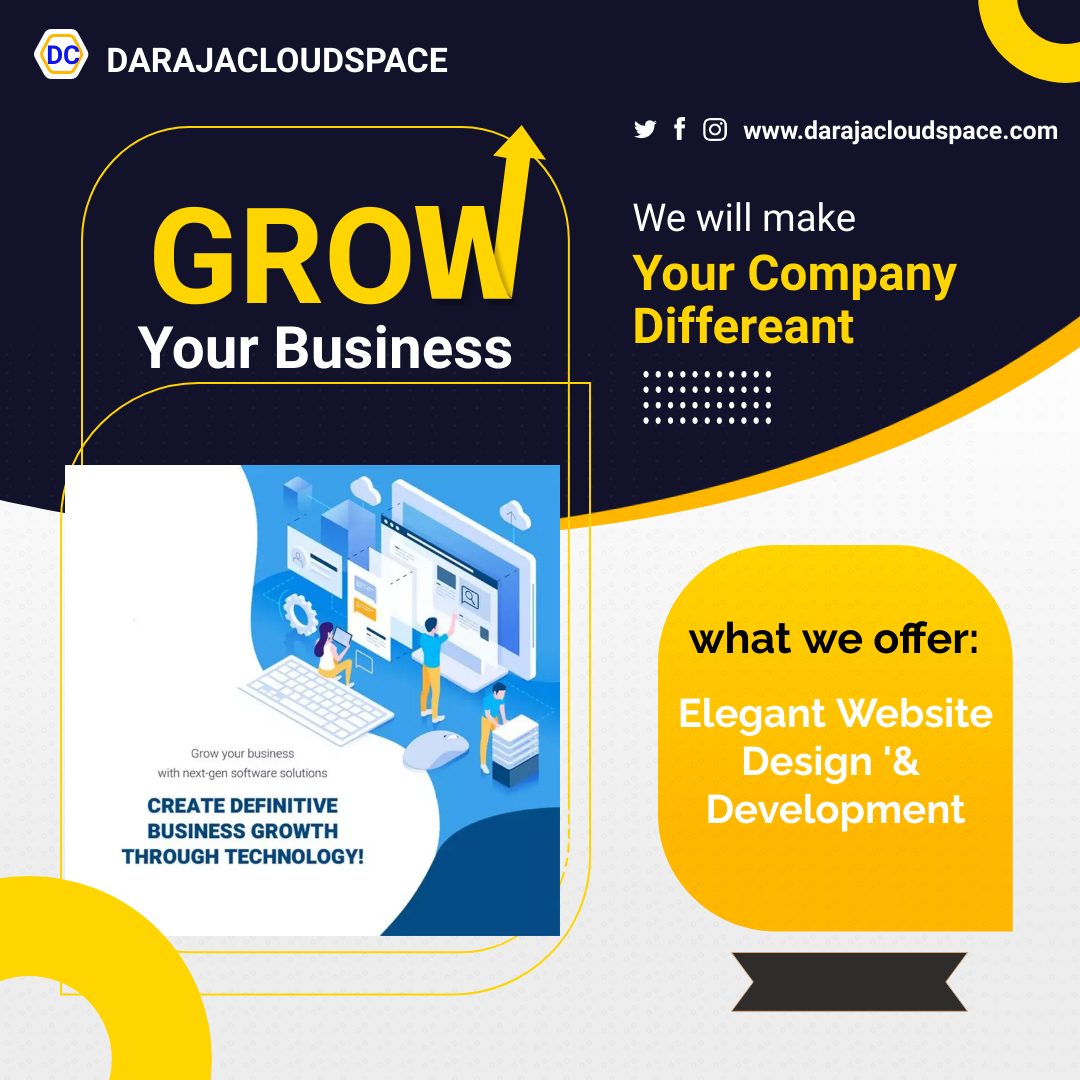 DC
DARAJACLOUDSPACE
www.darajacloudspace.com
GROW
Your Business
We will make
Your Company
Differeant
Grow your business
with next-gen software solutions
CREATE DEFINITIVE
BUSINESS GROWTH
THROUGH TECHNOLOGY!
what we offer:
Elegant Website
Design '&
Development